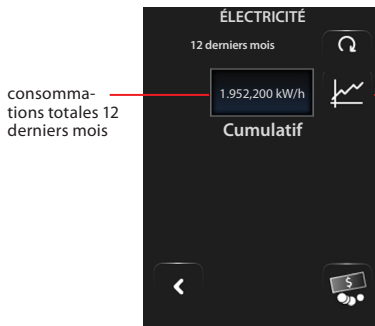 ÉLECTRICITÉ
12 derniers mois
consomma-
tions totales 12
derniers mois
1.952,200 kW/h
Cumulatif
$